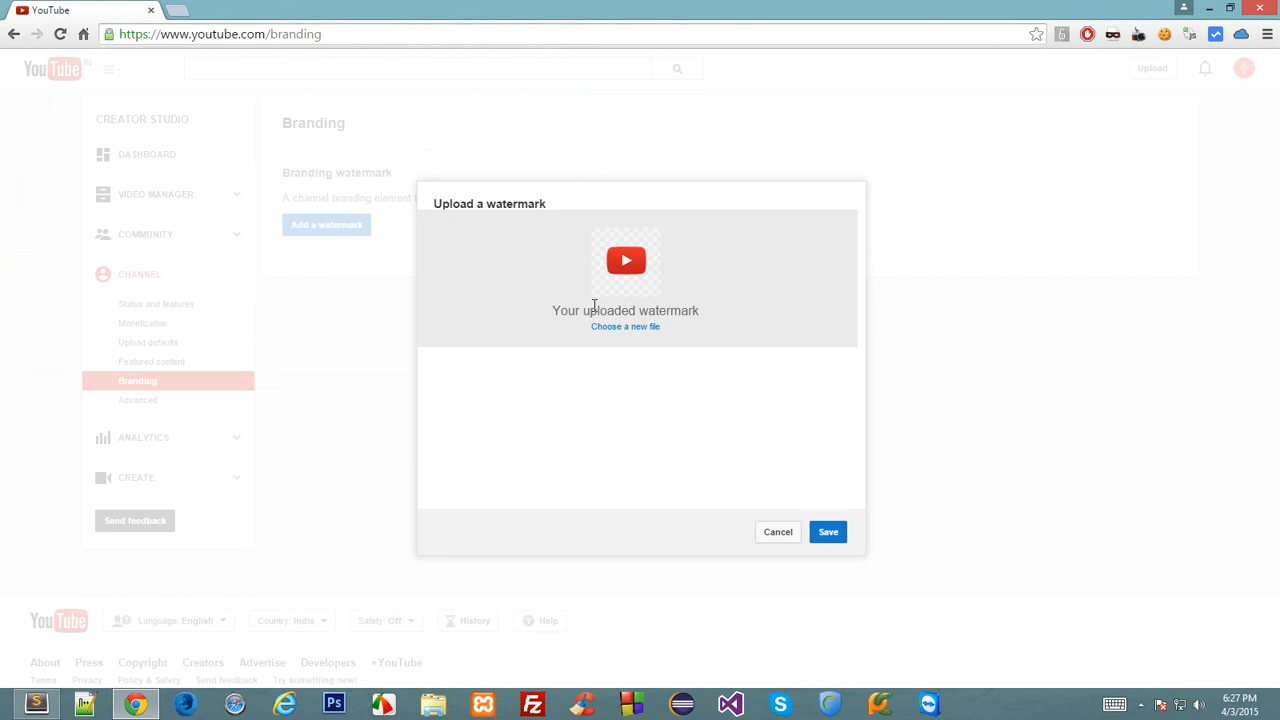 YouTube
https://www.youtube.com/branding
YouTube IN
Upload
CREATOR STUDIO
Branding
DASHBOARD
Branding watermark
VIDEO MANAGER
A channel branding element
Upload a watermark
Add a watermark
COMMUNITY
CHANNEL
Status and features
Your uploaded watermark
Monetization
Choose a new file
Upload defaults
Featured content
Branding
Advanced
ANALYTICS
CREATE
Send feedback
Cancel
Save
YouTube
Language: English
Country: India
Safety: Off
History
Help
About Press Copyright Creators Advertise Developers +YouTube
Terms Privacy Policy & Safety Send feedback Try something new!
Ps
Fz
6:27 PM
4/3/2015